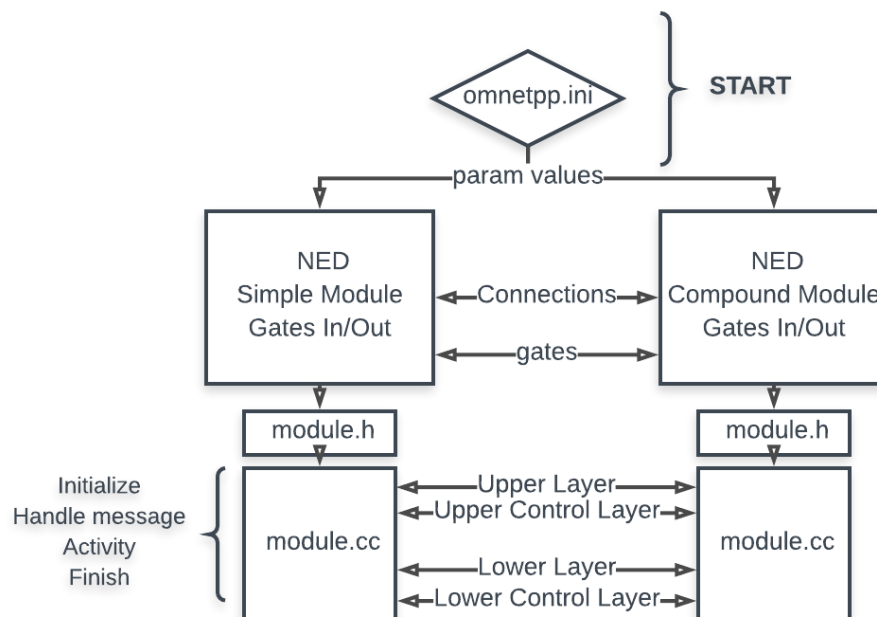 omnetpp.ini
START
param values
NED
Simple Module
Gates In/Out
Connections
gates
NED
Compound Module
Gates In/Out
module.h
module.h
Initialize
Handle message
Activity
Finish
module.cc
Upper Layer
Upper Control Layer
Lower Layer
Lower Control Layer
module.cc